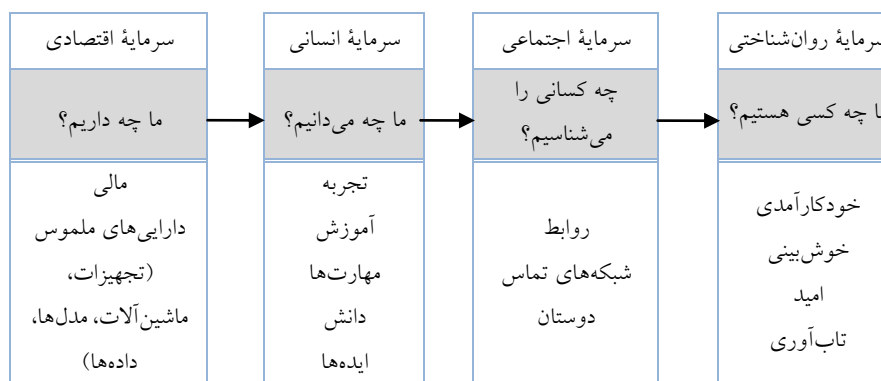 سرمایهٔ اقتصادی
ما چه داریم؟
مالی
دارایی‌های ملموس
(تجهیزات،
ماشین‌آلات، مدل‌ها،
داده‌ها)
سرمایهٔ انسانی
ما چه می‌دانیم؟
تجربه
آموزش
مهارت‌ها
دانش
ایده‌ها
سرمایهٔ اجتماعی
چه کسانی را
می‌شناسیم؟
روابط
شبکه‌های تماس
دوستان
سرمایهٔ روان‌شناختی
ما چه کسی هستیم؟
خودکارآمدی
خوش‌بینی
امید
تاب‌آوری